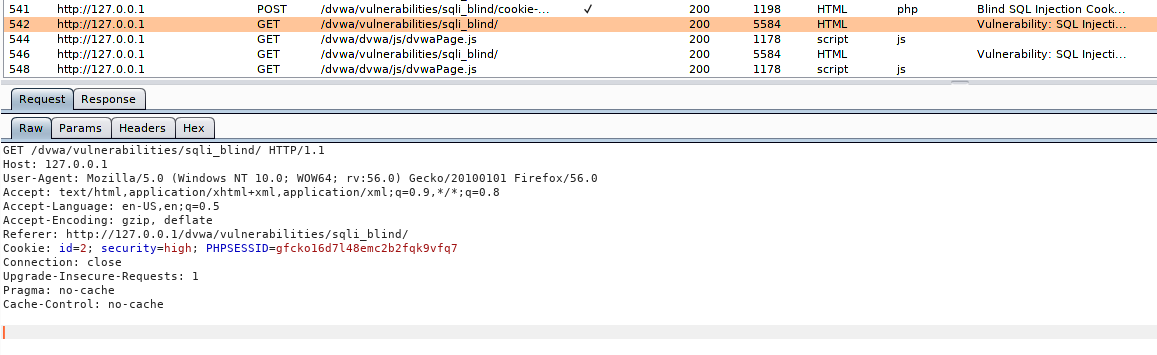 541 http://127.0.0.1 POST /dvwa/vulnerabilities/sqli_blind/cookie-... ✓ 200 1198 HTML php Blind SQL Injection Cook...
542 http://127.0.0.1 GET /dvwa/vulnerabilities/sqli_blind/ 200 5584 HTML Vulnerability: SQL Injecti...
544 http://127.0.0.1 GET /dvwa/dvwa/js/dvwaPage.js 200 1178 script js
546 http://127.0.0.1 GET /dvwa/vulnerabilities/sqli_blind/ 200 5584 HTML Vulnerability: SQL Injecti...
548 http://127.0.0.1 GET /dvwa/dvwa/js/dvwaPage.js 200 1178 script js
Request Response
Raw Params Headers Hex
GET /dvwa/vulnerabilities/sqli_blind/ HTTP/1.1
Host: 127.0.0.1
User-Agent: Mozilla/5.0 (Windows NT 10.0; WOW64; rv:56.0) Gecko/20100101 Firefox/56.0
Accept: text/html,application/xhtml+xml,application/xml;q=0.9,*/*;q=0.8
Accept-Language: en-US,en;q=0.5
Accept-Encoding: gzip, deflate
Referer: http://127.0.0.1/dvwa/vulnerabilities/sqli_blind/
Cookie: id=2; security=high; PHPSESSID=gfcko16d7l48emc2b2fqk9vfq7
Connection: close
Upgrade-Insecure-Requests: 1
Pragma: no-cache
Cache-Control: no-cache